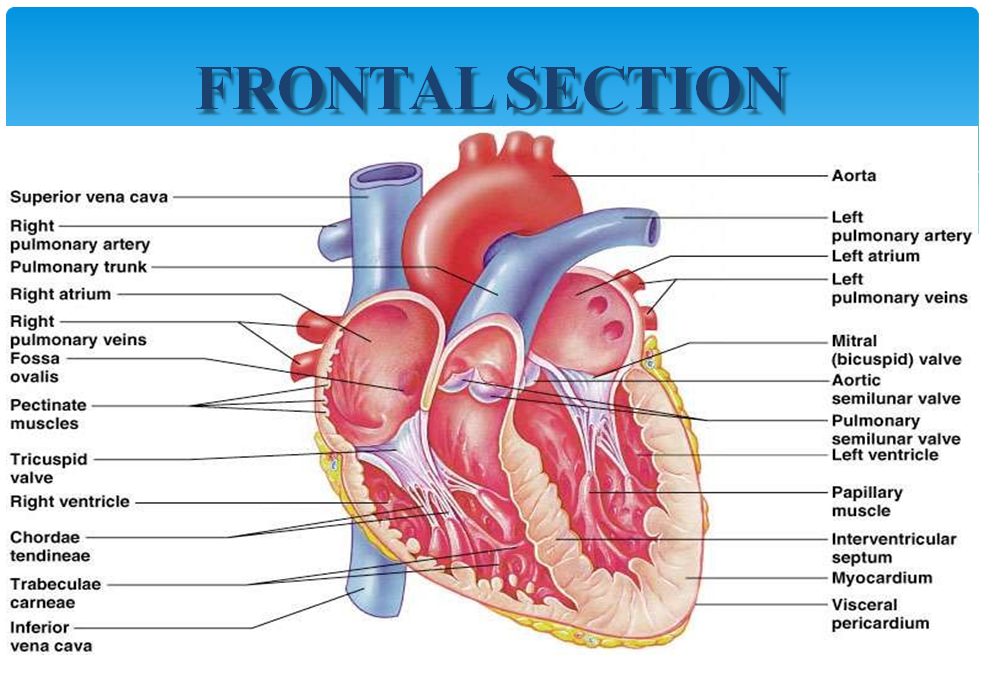 FRONTAL SECTION
Superior vena cava
Right
pulmonary artery
Pulmonary trunk
Right atrium
Right
pulmonary veins
Fossa
ovalis
Pectinate
muscles
Tricuspid
valve
Right ventricle
Chordae
tendineae
Trabeculae
carneae
Inferior
vena cava
Aorta
Left
pulmonary artery
Left atrium
Left
pulmonary veins
Mitral
(bicuspid) valve
Aortic
semilunar valve
Pulmonary
semilunar valve
Left ventricle
Papillary
muscle
Interventricular
septum
Myocardium
Visceral
pericardium